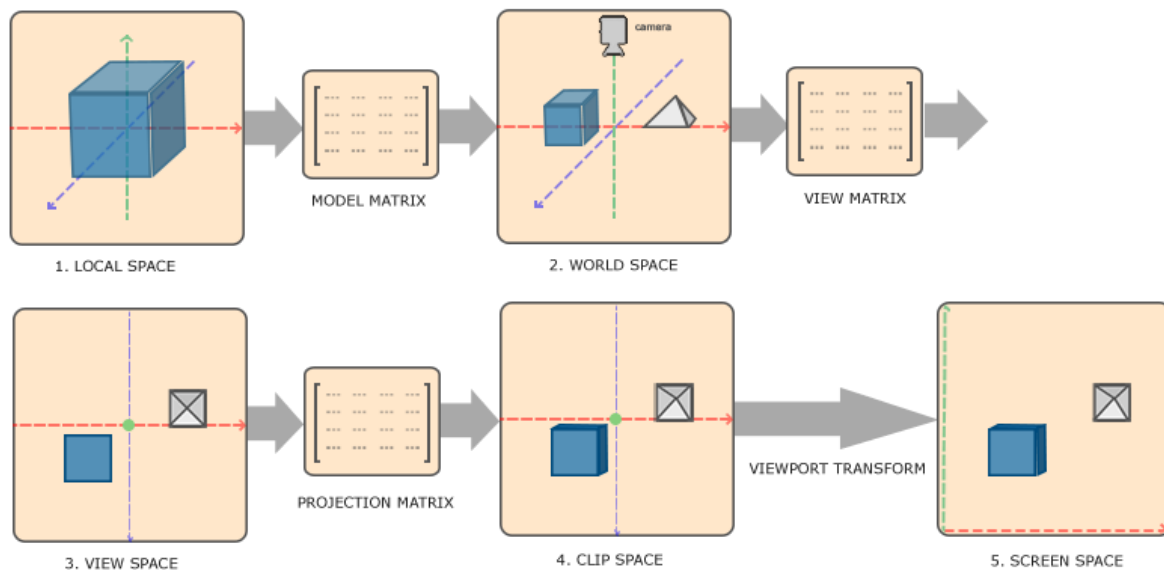 camera
MODEL MATRIX
VIEW MATRIX
1. LOCAL SPACE
2. WORLD SPACE
VIEWPORT TRANSFORM
PROJECTION MATRIX
3. VIEW SPACE
4. CLIP SPACE
5. SCREEN SPACE